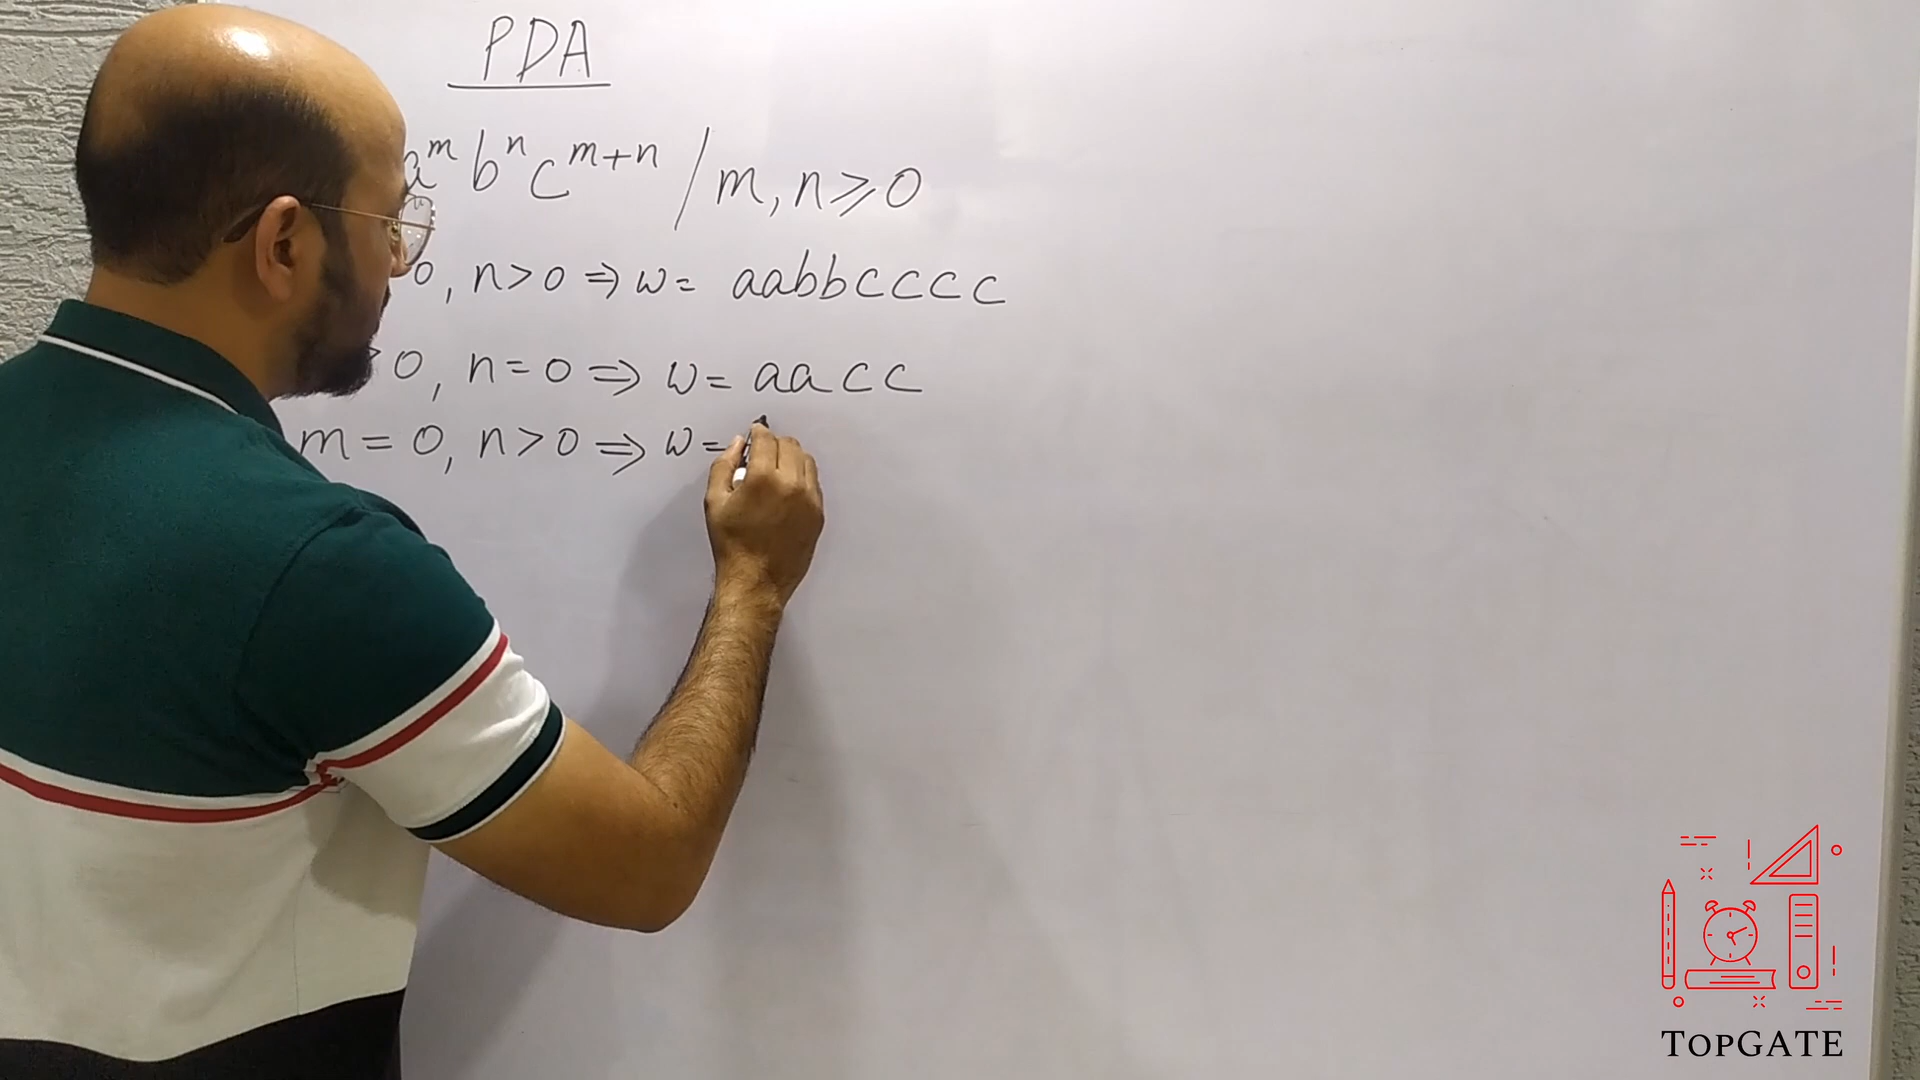 PDA
a^m b^n c^{m+n} / m, n ≥ 0
0, n > 0 ⇒ w = aabbcccc
> 0, n = 0 ⇒ w = aacc
m = 0, n > 0 ⇒ w =
TOPGATE